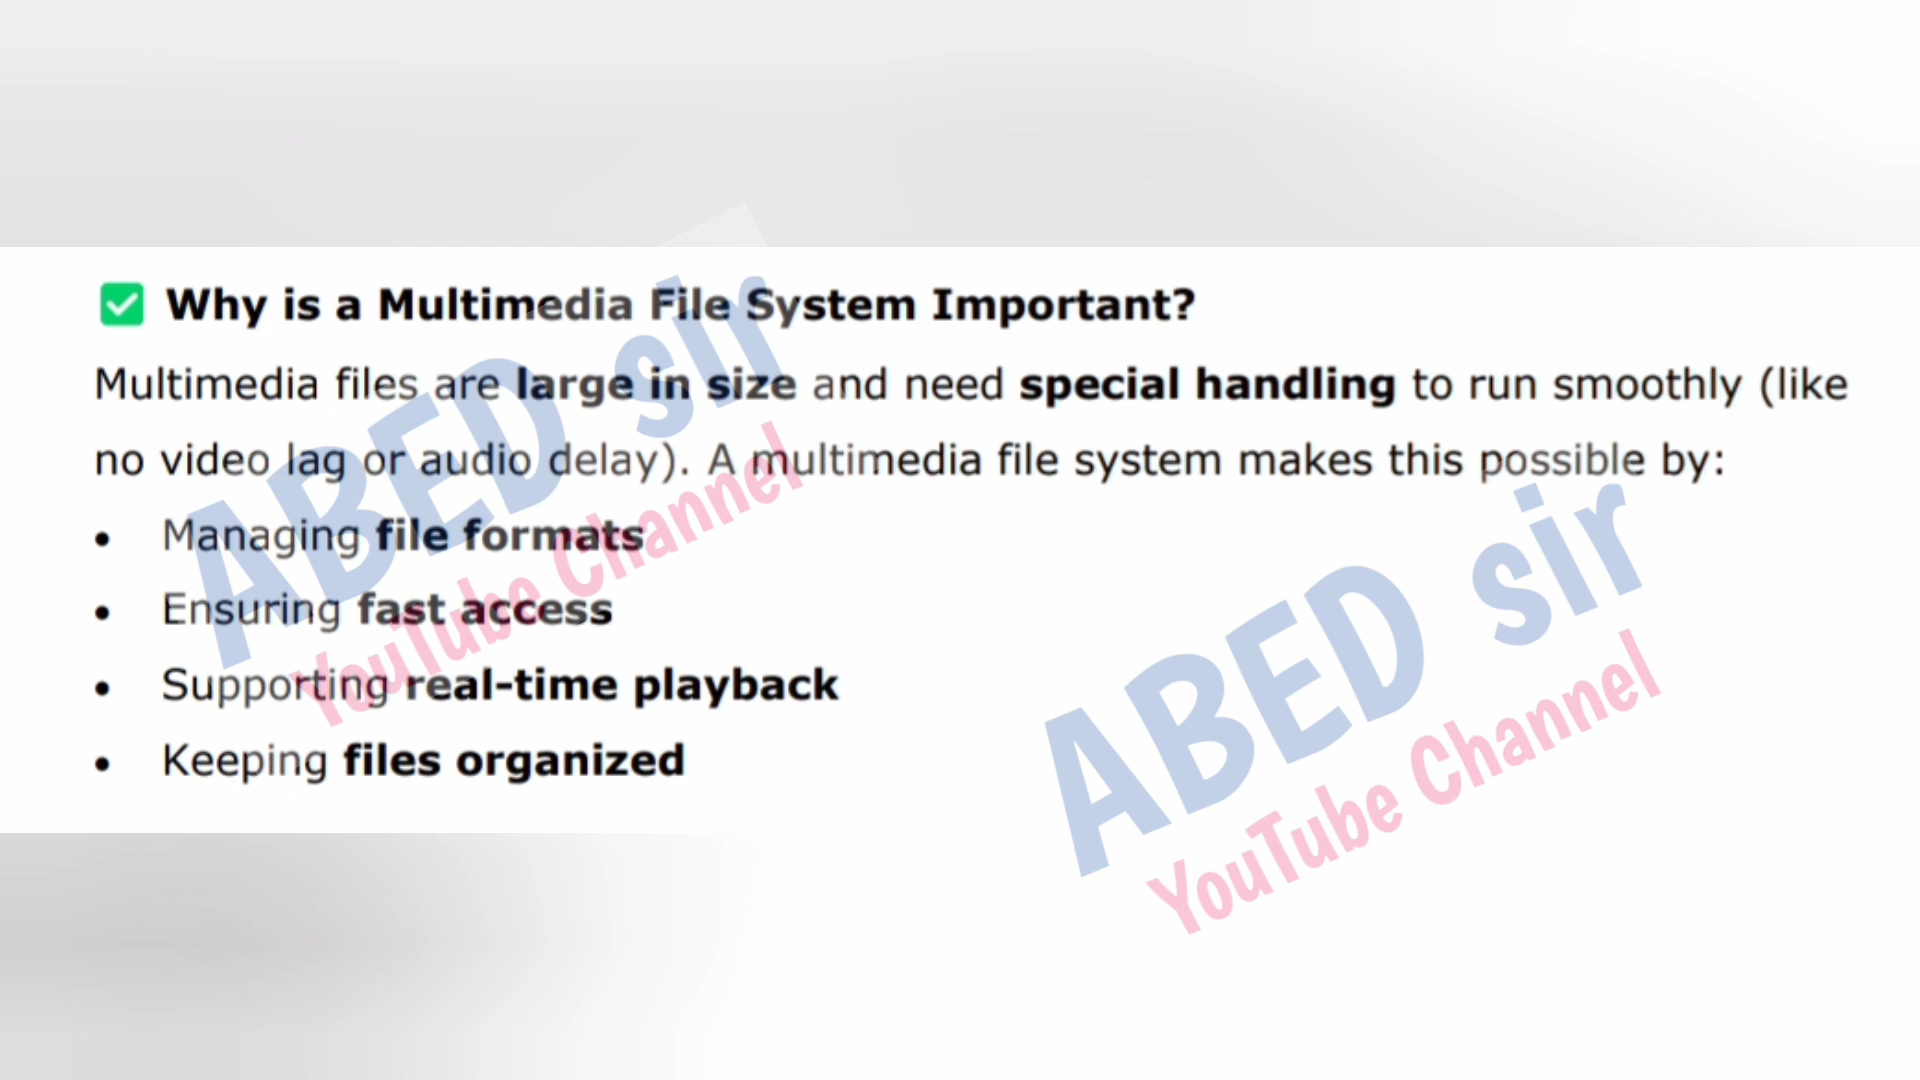 ✅ Why is a Multimedia File System Important?
Multimedia files are large in size and need special handling to run smoothly (like
no video lag or audio delay). A multimedia file system makes this possible by:
• Managing file formats
• Ensuring fast access
• Supporting real-time playback
• Keeping files organized
ABED sir
YouTube Channel
ABED sir
YouTube Channel